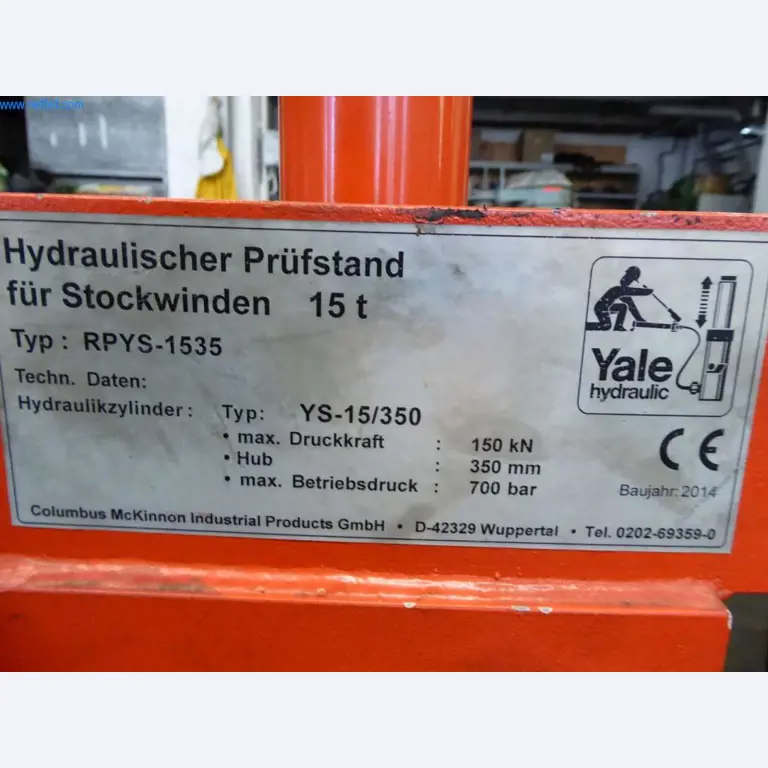 Hydraulischer Prüfstand
für Stockwinden 15 t
Typ : RPYS-1535
Techn. Daten:
Hydraulikzylinder : Typ: YS-15/350
• max. Druckkraft : 150 kN
• Hub : 350 mm
• max. Betriebsdruck : 700 bar
Yale
hydraulic
CE
Baujahr: 2014
Columbus McKinnon Industrial Products GmbH • D-42329 Wuppertal • Tel. 0202-69359-0